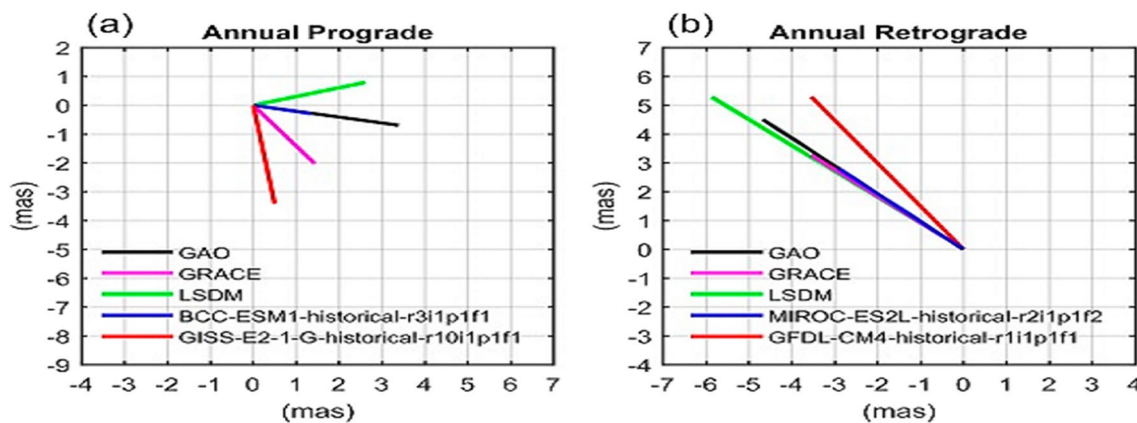 (a)
Annual Prograde
2
1
0
-1
-2
-3
-4
-5
-6
-7
-8
-9
(mas)
GAO
GRACE
LSDM
BCC-ESM1-historical-r3i1p1f1
GISS-E2-1-G-historical-r10i1p1f1
-4 -3 -2 -1 0 1 2 3 4 5 6 7
(mas)
(b)
Annual Retrograde
7
6
5
4
3
2
1
0
-1
-2
-3
-4
(mas)
GAO
GRACE
LSDM
MIROC-ES2L-historical-r2i1p1f2
GFDL-CM4-historical-r1i1p1f1
-7 -6 -5 -4 -3 -2 -1 0 1 2 3 4
(mas)